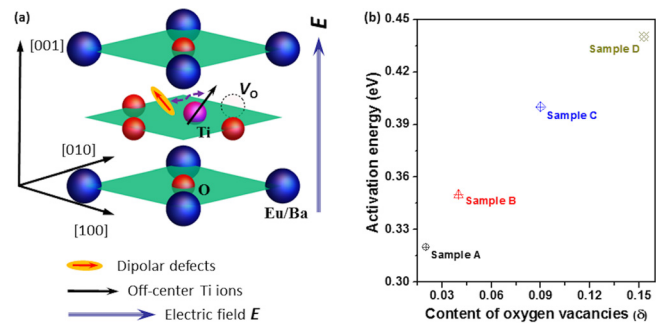 (a)
[001]
E
V_O
Ti
[010]
O
[100]
Eu/Ba
Dipolar defects
Off-center Ti ions
Electric field E
(b)
0.45
0.42
0.39
0.36
0.33
0.30
Activation energy (eV)
Sample D
Sample C
Sample B
Sample A
0.03 0.06 0.09 0.12 0.15
Content of oxygen vacancies (δ)